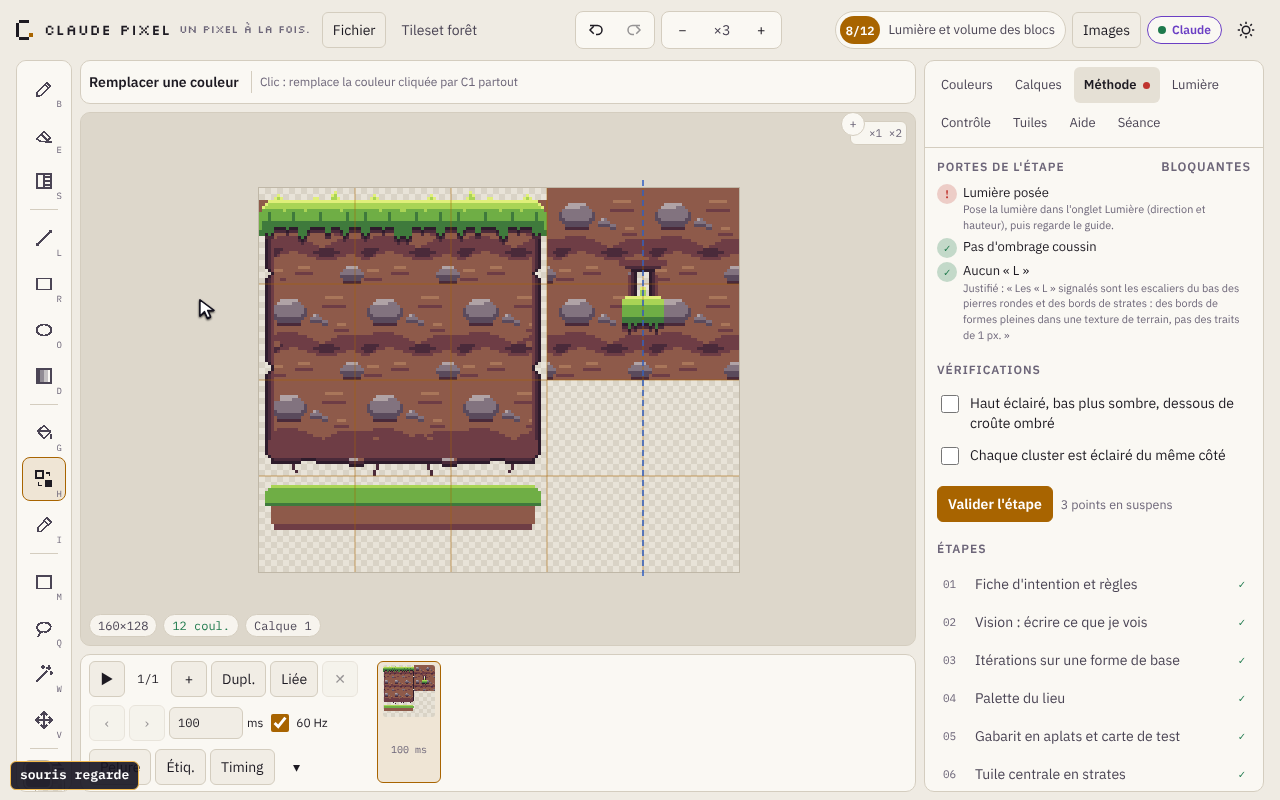 CLAUDE PIXEL UN PIXEL À LA FOIS. Fichier Tileset forêt − ×3 + 8/12 Lumière et volume des blocs Images Claude
Remplacer une couleur Clic : remplace la couleur cliquée par C1 partout
B
E
S
L
R
O
D
G
H
I
M
Q
W
V
+ ×1 ×2
160×128 12 coul. Calque 1
1/1 + Dupl. Liée ×
‹ › 100 ms 60 Hz
Étiq. Timing ▼
100 ms
souris regarde
Couleurs Calques Méthode Lumière
Contrôle Tuiles Aide Séance
PORTES DE L'ÉTAPE BLOQUANTES
! Lumière posée
Pose la lumière dans l'onglet Lumière (direction et
hauteur), puis regarde le guide.
✓ Pas d'ombrage coussin
✓ Aucun « L »
Justifié : « Les « L » signalés sont les escaliers du bas des
pierres rondes et des bords de strates : des bords de
formes pleines dans une texture de terrain, pas des traits
de 1 px. »
VÉRIFICATIONS
Haut éclairé, bas plus sombre, dessous de
croûte ombré
Chaque cluster est éclairé du même côté
Valider l'étape 3 points en suspens
ÉTAPES
01 Fiche d'intention et règles ✓
02 Vision : écrire ce que je vois ✓
03 Itérations sur une forme de base ✓
04 Palette du lieu ✓
05 Gabarit en aplats et carte de test ✓
06 Tuile centrale en strates ✓